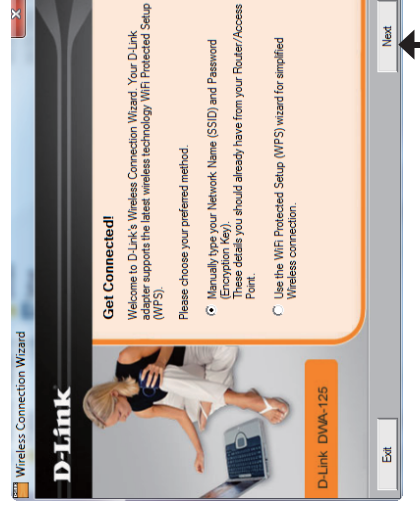 Wireless Connection Wizard
D-Link
Get Connected!
Welcome to D-Link's Wireless Connection Wizard. Your D-Link
adapter supports the latest wireless technology WiFi Protected Setup
(WPS).
Please choose your preferred method.
Manually type your Network Name (SSID) and Password
(Encryption Key).
These details you should already have from your Router/Access
Point.
Use the WiFi Protected Setup (WPS) wizard for simplified
Wireless connection.
D-Link DWA-125
Exit
Next